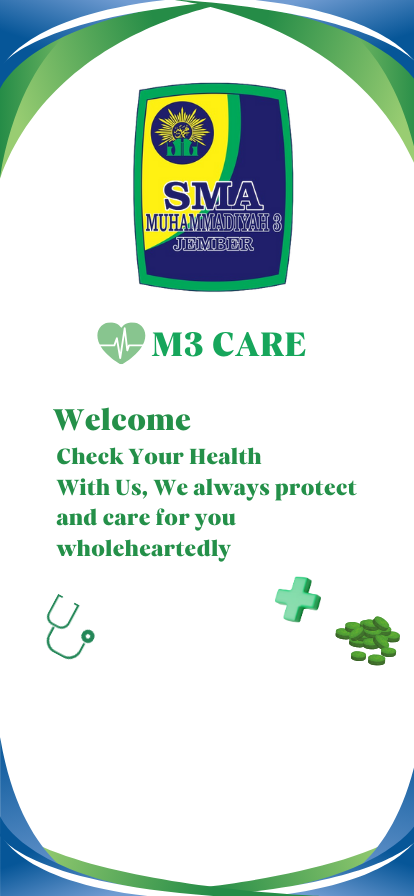 SMA
MUHAMMADIYAH 3
JEMBER
M3 CARE
Welcome
Check Your Health
With Us, We always protect
and care for you
wholeheartedly